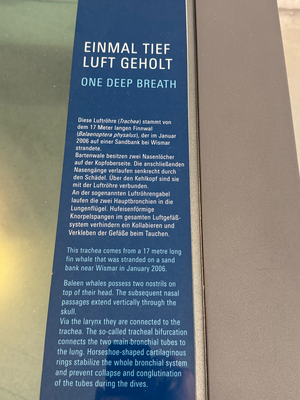 EINMAL TIEF
LUFT GEHOLT
ONE DEEP BREATH
Diese Luftröhre (Trachea) stammt von
dem 17 Meter langen Finnwal
(Balaenoptera physalus), der im Januar
2006 auf einer Sandbank bei Wismar
strandete.
Bartenwale besitzen zwei Nasenlöcher
auf der Kopfoberseite. Die anschließenden
Nasengänge verlaufen senkrecht durch
den Schädel. Über den Kehlkopf sind sie
mit der Luftröhre verbunden.
An der sogenannten Luftröhrengabel
laufen die zwei Hauptbronchien in die
Lungenflügel. Hufeisenförmige
Knorpelspangen im gesamten Luftgefäß-
system verhindern ein Kollabieren und
Verkleben der Gefäße beim Tauchen.
This trachea comes from a 17 metre long
fin whale that was stranded on a sand
bank near Wismar in January 2006.
Baleen whales possess two nostrils on
top of their head. The subsequent nasal
passages extend vertically through the
skull.
Via the larynx they are connected to the
trachea. The so-called tracheal bifurcation
connects the two main bronchial tubes to
the lung. Horseshoe-shaped cartilaginous
rings stabilize the whole bronchial system
and prevent collapse and conglutination
of the tubes during the dives.